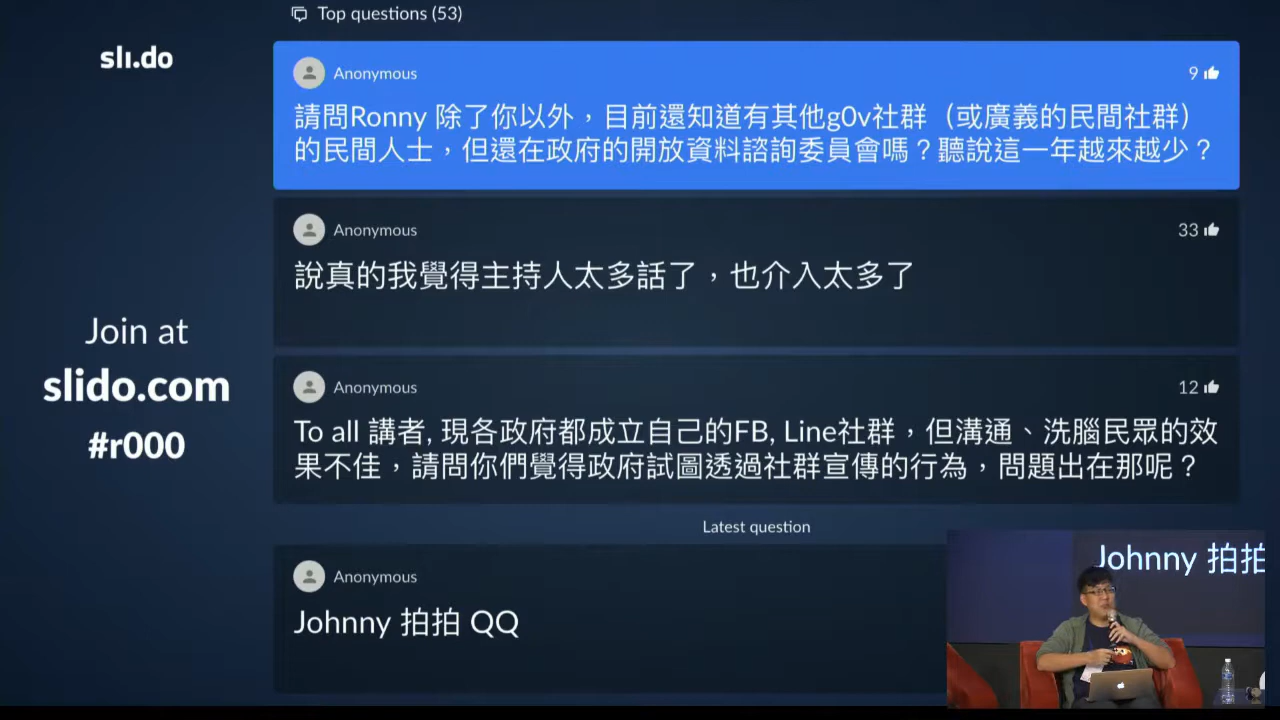 Top questions (53)
sli.do
Anonymous
9
請問Ronny 除了你以外，目前還知道有其他g0v社群（或廣義的民間社群）
的民間人士，但還在政府的開放資料諮詢委員會嗎？聽說這一年越來越少？
Anonymous
33
說真的我覺得主持人太多話了，也介入太多了
Join at
slido.com
#r000
Anonymous
12
To all 講者, 現各政府都成立自己的FB, Line社群，但溝通、洗腦民眾的效
果不佳，請問你們覺得政府試圖透過社群宣傳的行為，問題出在那呢？
Latest question
Anonymous
Johnny 拍拍 QQ
Johnny 拍拍